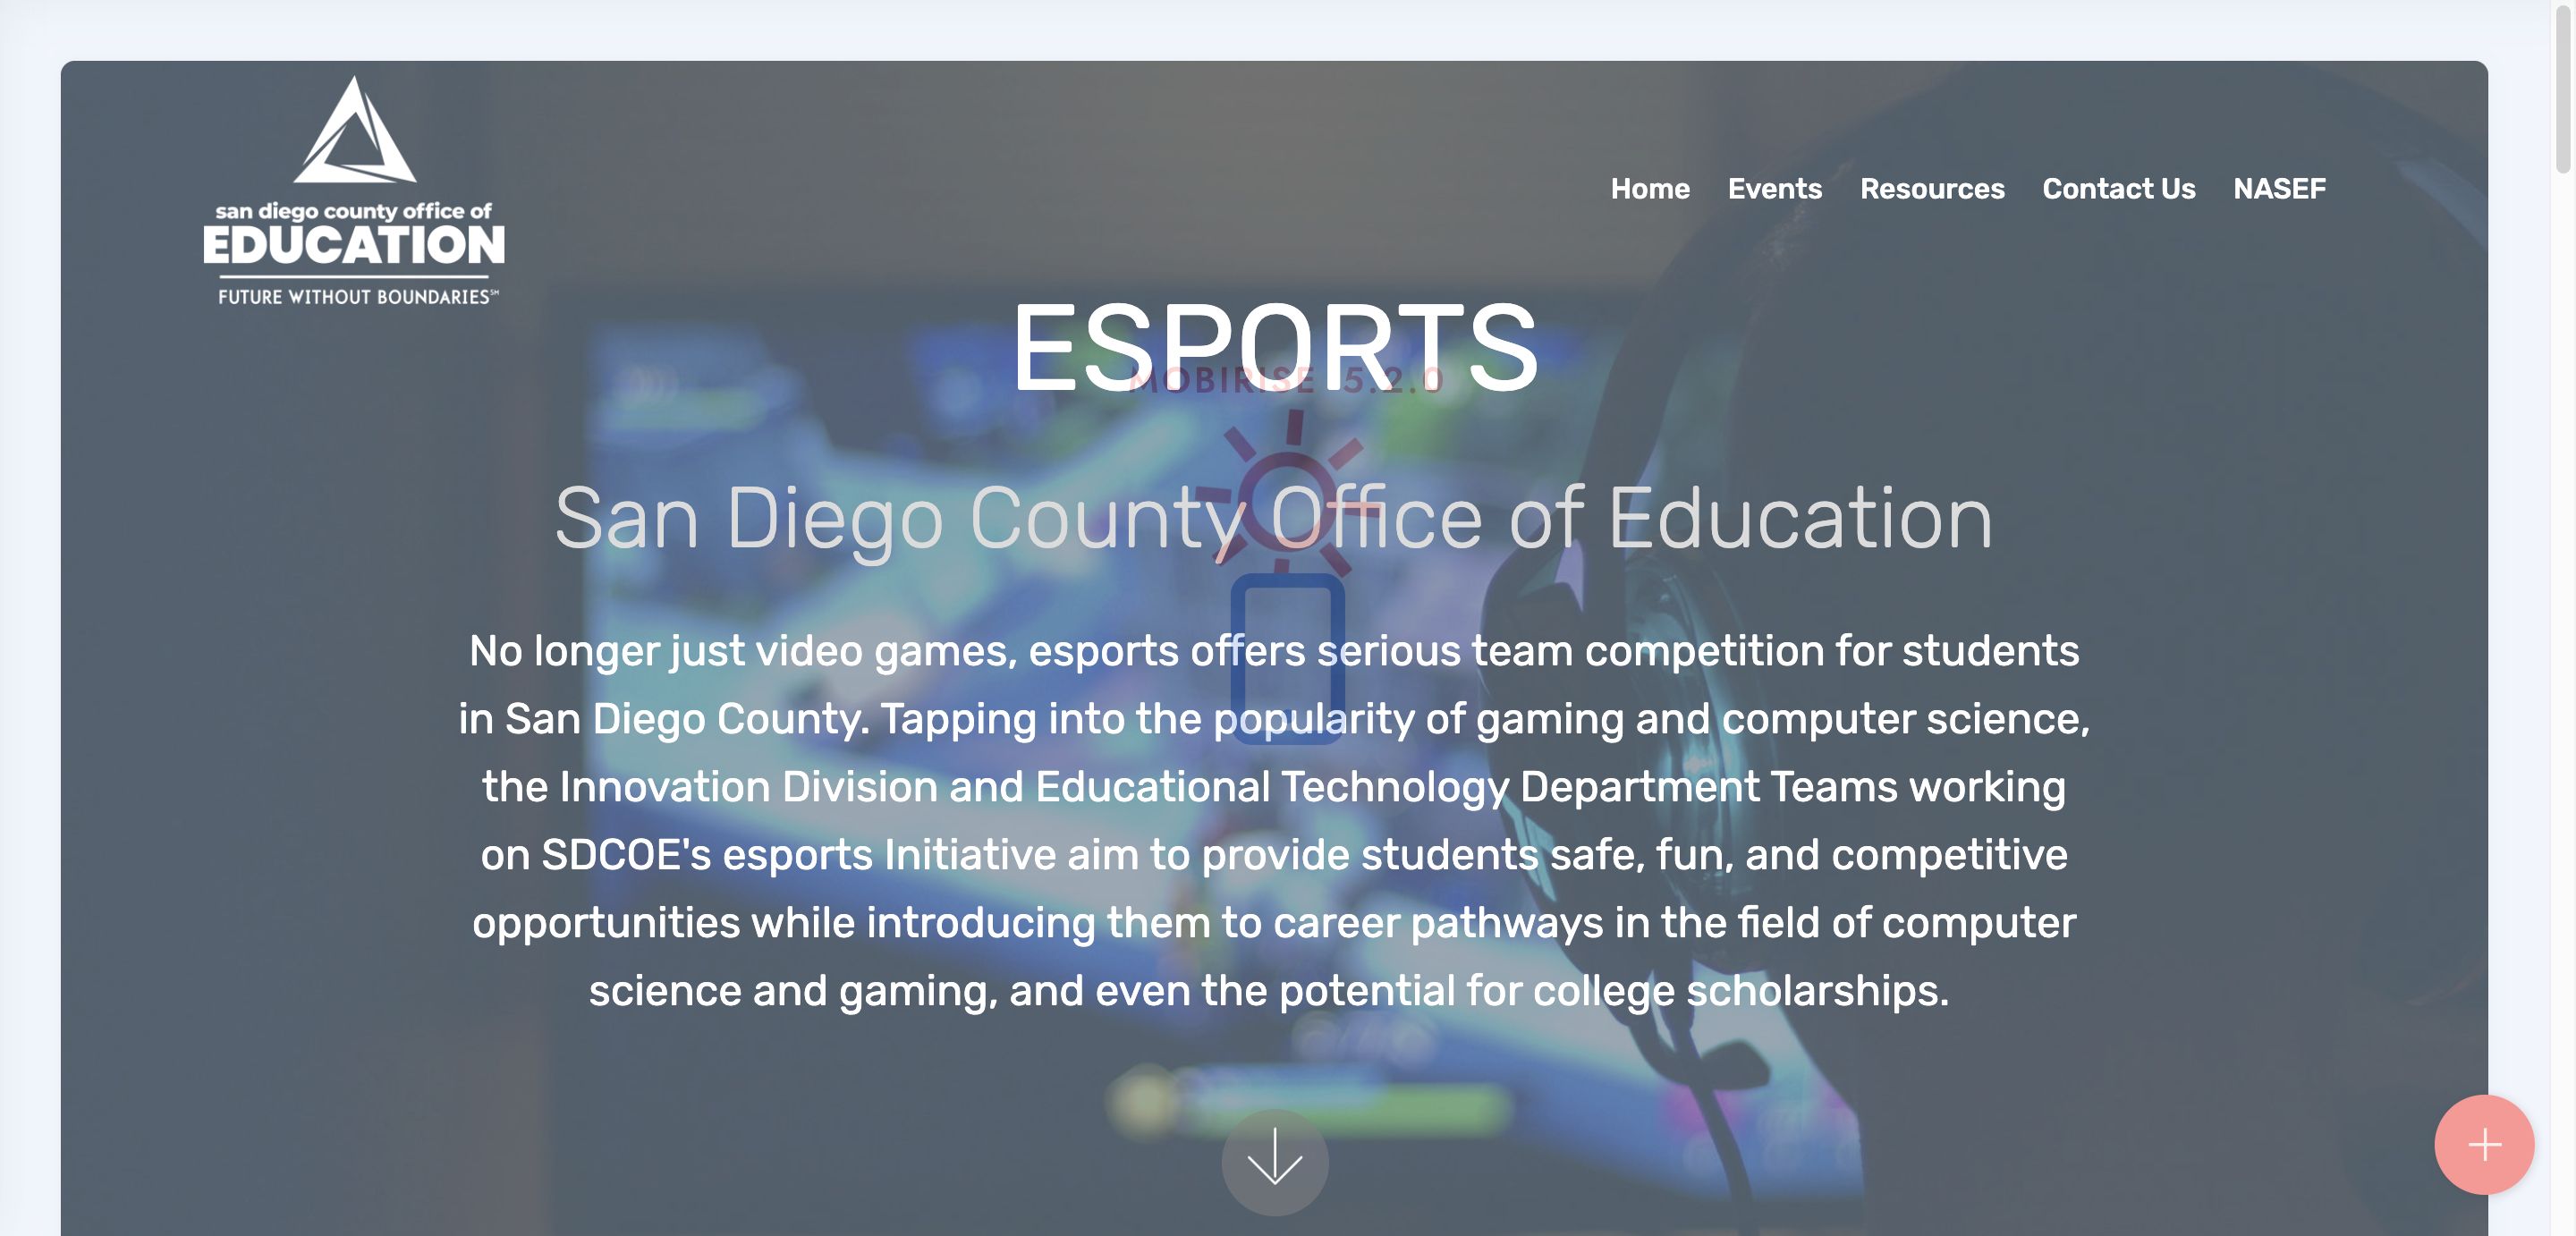 san diego county office of
EDUCATION
FUTURE WITHOUT BOUNDARIES℠
Home Events Resources Contact Us NASEF
ESPORTS
MOBIRISE 5.2.0
San Diego County Office of Education
No longer just video games, esports offers serious team competition for students
in San Diego County. Tapping into the popularity of gaming and computer science,
the Innovation Division and Educational Technology Department Teams working
on SDCOE's esports Initiative aim to provide students safe, fun, and competitive
opportunities while introducing them to career pathways in the field of computer
science and gaming, and even the potential for college scholarships.